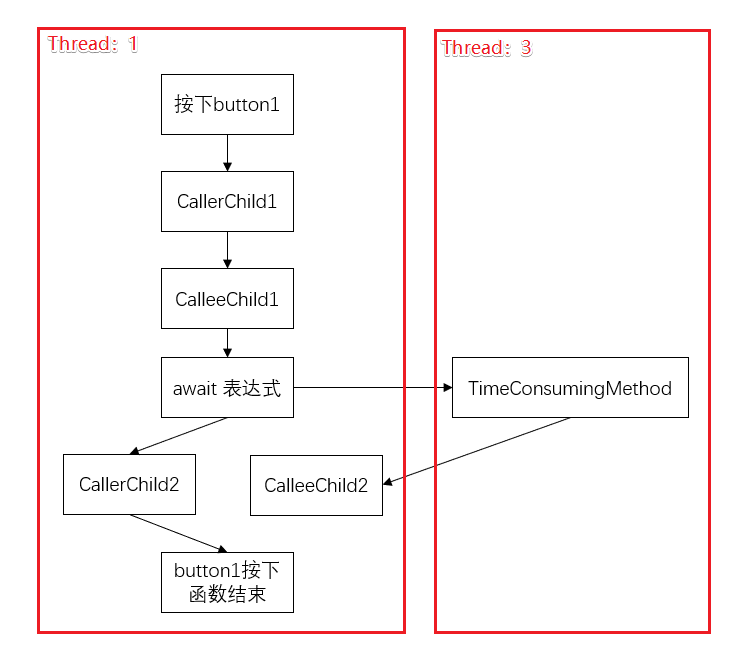 Thread：1
Thread：3
按下button1
CallerChild1
CalleeChild1
await 表达式
TimeConsumingMethod
CallerChild2
CalleeChild2
button1按下
函数结束